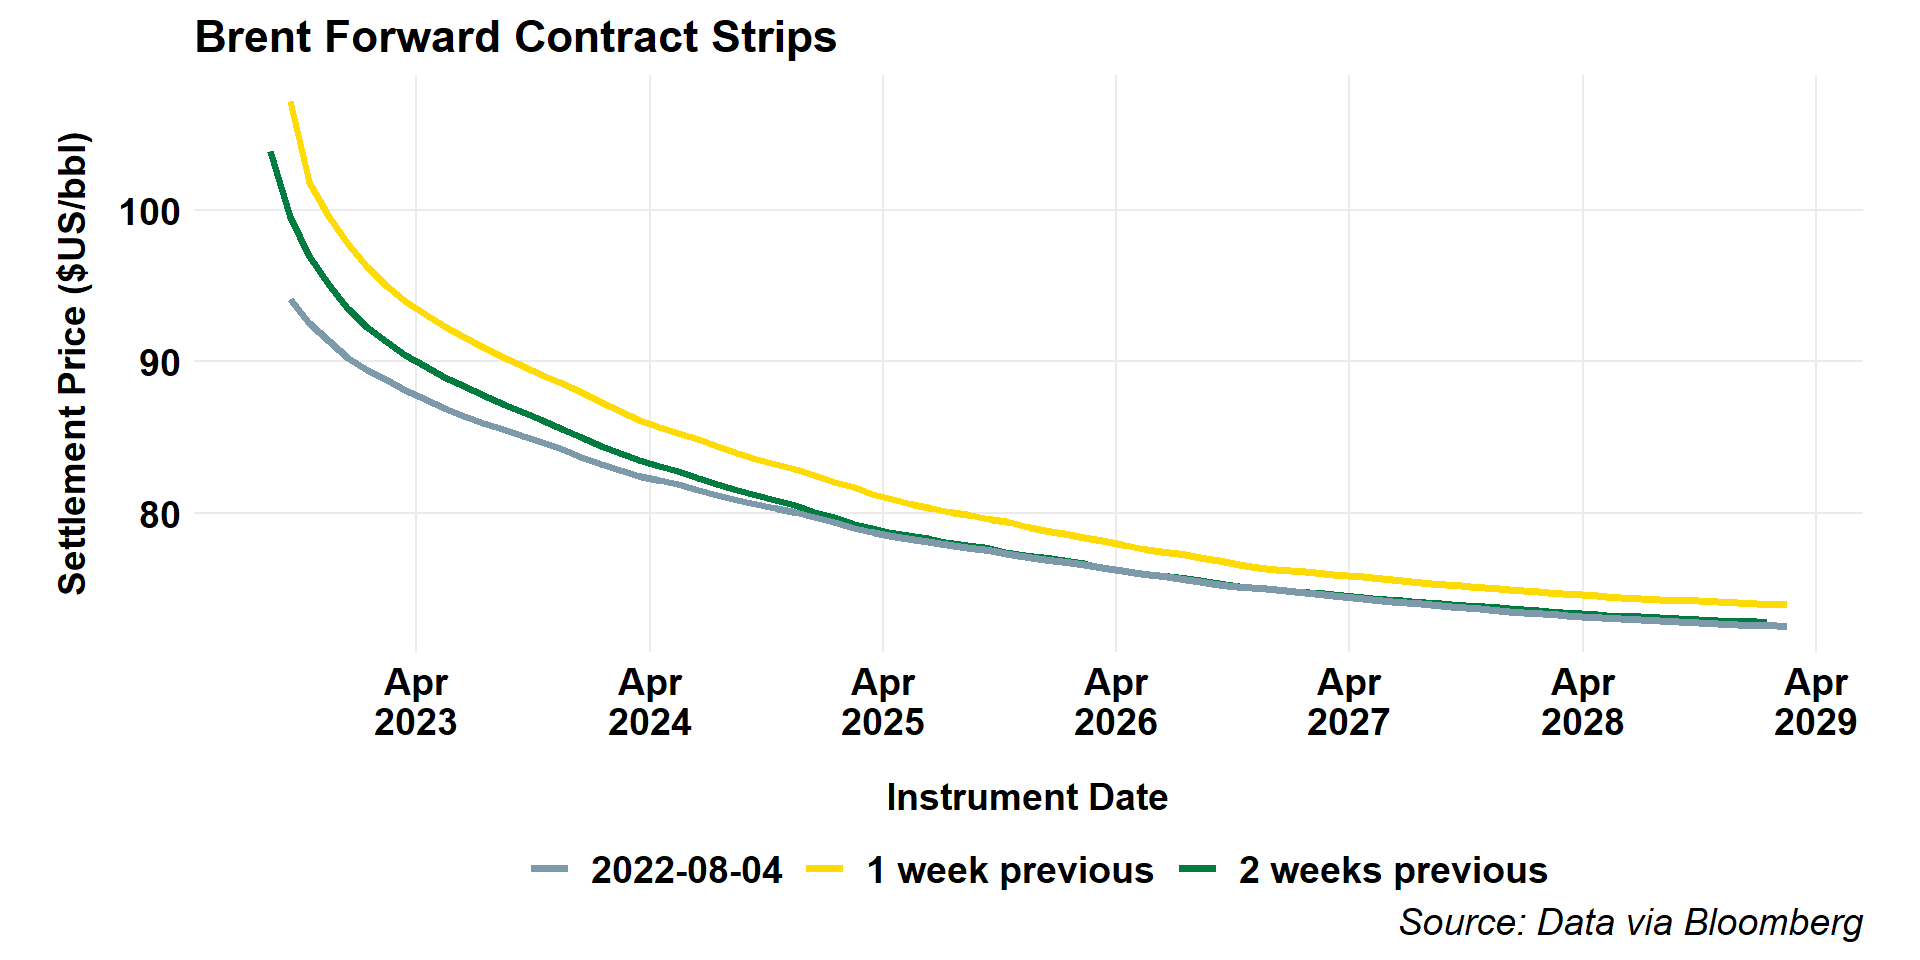 Brent Forward Contract Strips
Settlement Price ($US/bbl)
100
90
80
Apr 2023
Apr 2024
Apr 2025
Apr 2026
Apr 2027
Apr 2028
Apr 2029
Instrument Date
2022-08-04 1 week previous 2 weeks previous
Source: Data via Bloomberg